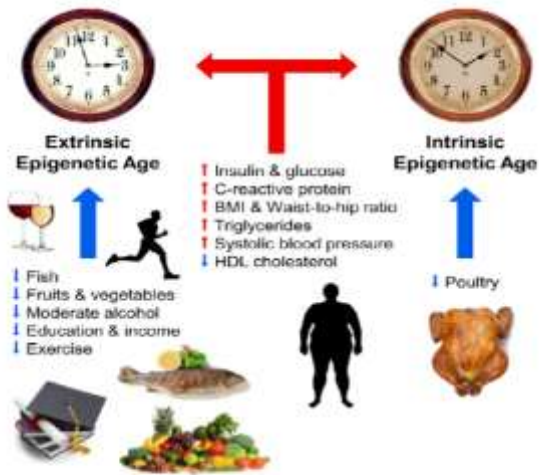 Extrinsic
Epigenetic Age
Intrinsic
Epigenetic Age
↑ Insulin & glucose
↑ C-reactive protein
↑ BMI & Waist-to-hip ratio
↑ Triglycerides
↑ Systolic blood pressure
↓ HDL cholesterol
↓ Fish
↓ Fruits & vegetables
↓ Moderate alcohol
↓ Education & income
↓ Exercise
↓ Poultry